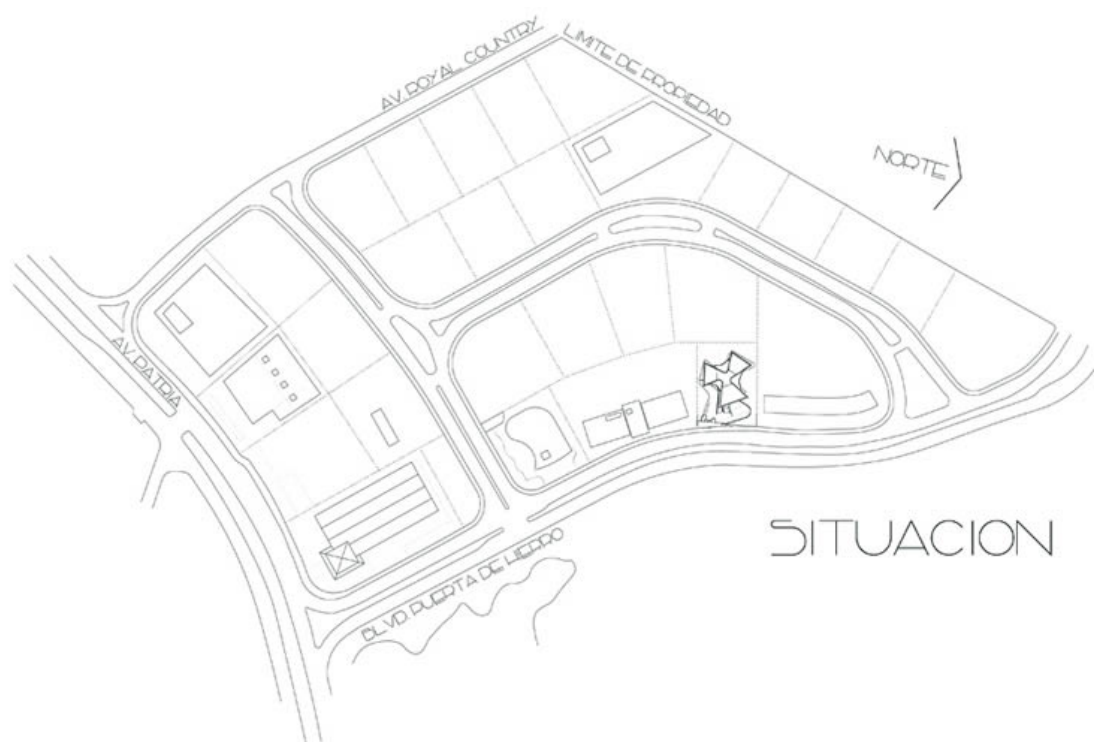 AV. ROYAL COUNTRY
LIMITE DE PROPIEDAD
NORTE
AV. PATRIA
SITUACION
BLVD. PUERTA DE HIERRO